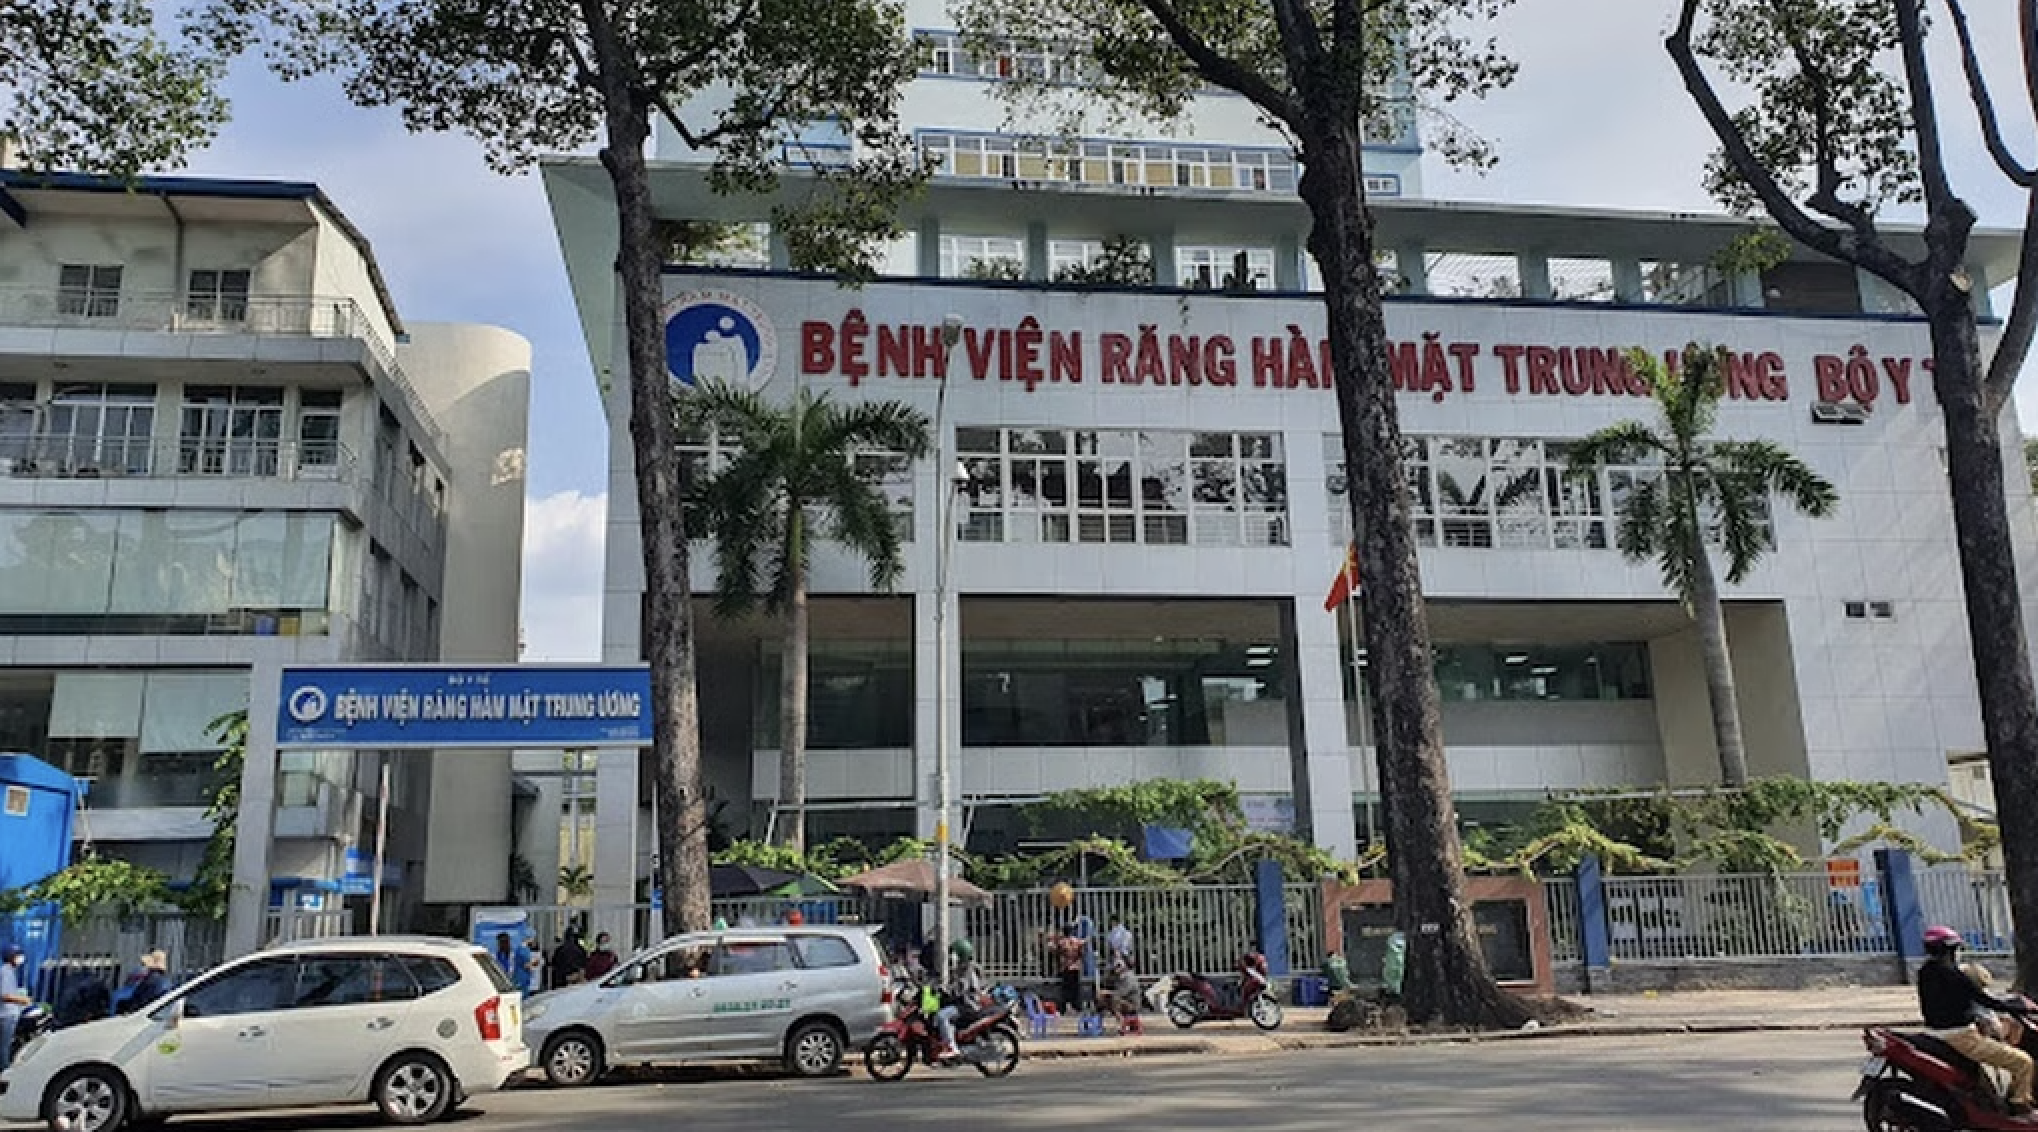 BỆNH VIỆN RĂNG HÀM MẶT TRUNG ƯƠNG BỘ Y T
BỘ Y TẾ
BỆNH VIỆN RĂNG HÀM MẶT TRUNG ƯƠNG